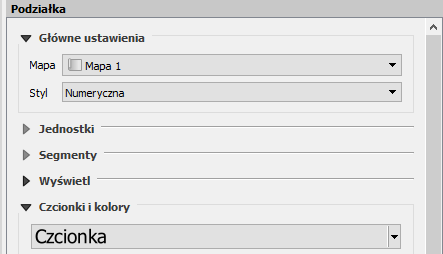 Podziałka
Główne ustawienia
Mapa Mapa 1
Styl Numeryczna
Jednostki
Segmenty
Wyświetl
Czcionki i kolory
Czcionka